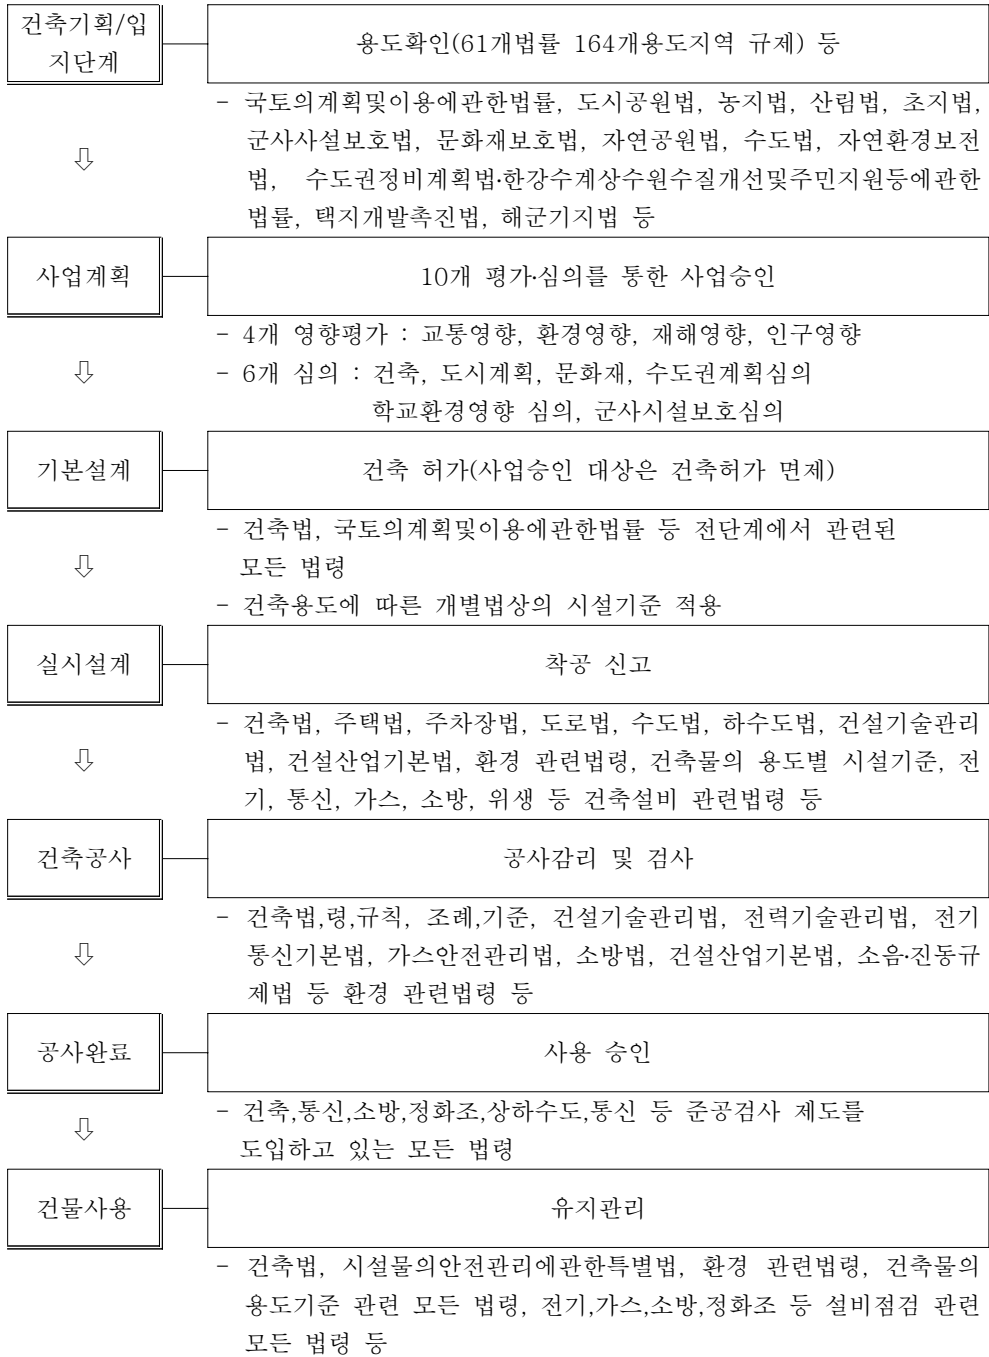 건축기획/입
지단계
용도확인(61개법률 164개용도지역 규제) 등
- 국토의계획및이용에관한법률, 도시공원법, 농지법, 산림법, 초지법,
군사사설보호법, 문화재보호법, 자연공원법, 수도법, 자연환경보전
법, 수도권정비계획법·한강수계상수원수질개선및주민지원등에관한
법률, 택지개발촉진법, 해군기지법 등
⇩
사업계획
10개 평가·심의를 통한 사업승인
- 4개 영향평가 : 교통영향, 환경영향, 재해영향, 인구영향
- 6개 심의 : 건축, 도시계획, 문화재, 수도권계획심의
학교환경영향 심의, 군사시설보호심의
⇩
기본설계
건축 허가(사업승인 대상은 건축허가 면제)
- 건축법, 국토의계획및이용에관한법률 등 전단계에서 관련된
모든 법령
- 건축용도에 따른 개별법상의 시설기준 적용
⇩
실시설계
착공 신고
- 건축법, 주택법, 주차장법, 도로법, 수도법, 하수도법, 건설기술관리
법, 건설산업기본법, 환경 관련법령, 건축물의 용도별 시설기준, 전
기, 통신, 가스, 소방, 위생 등 건축설비 관련법령 등
⇩
건축공사
공사감리 및 검사
- 건축법,령,규칙, 조례,기준, 건설기술관리법, 전력기술관리법, 전기
통신기본법, 가스안전관리법, 소방법, 건설산업기본법, 소음·진동규
제법 등 환경 관련법령 등
⇩
공사완료
사용 승인
- 건축,통신,소방,정화조,상하수도,통신 등 준공검사 제도를
도입하고 있는 모든 법령
⇩
건물사용
유지관리
- 건축법, 시설물의안전관리에관한특별법, 환경 관련법령, 건축물의
용도기준 관련 모든 법령, 전기,가스,소방,정화조 등 설비점검 관련
모든 법령 등